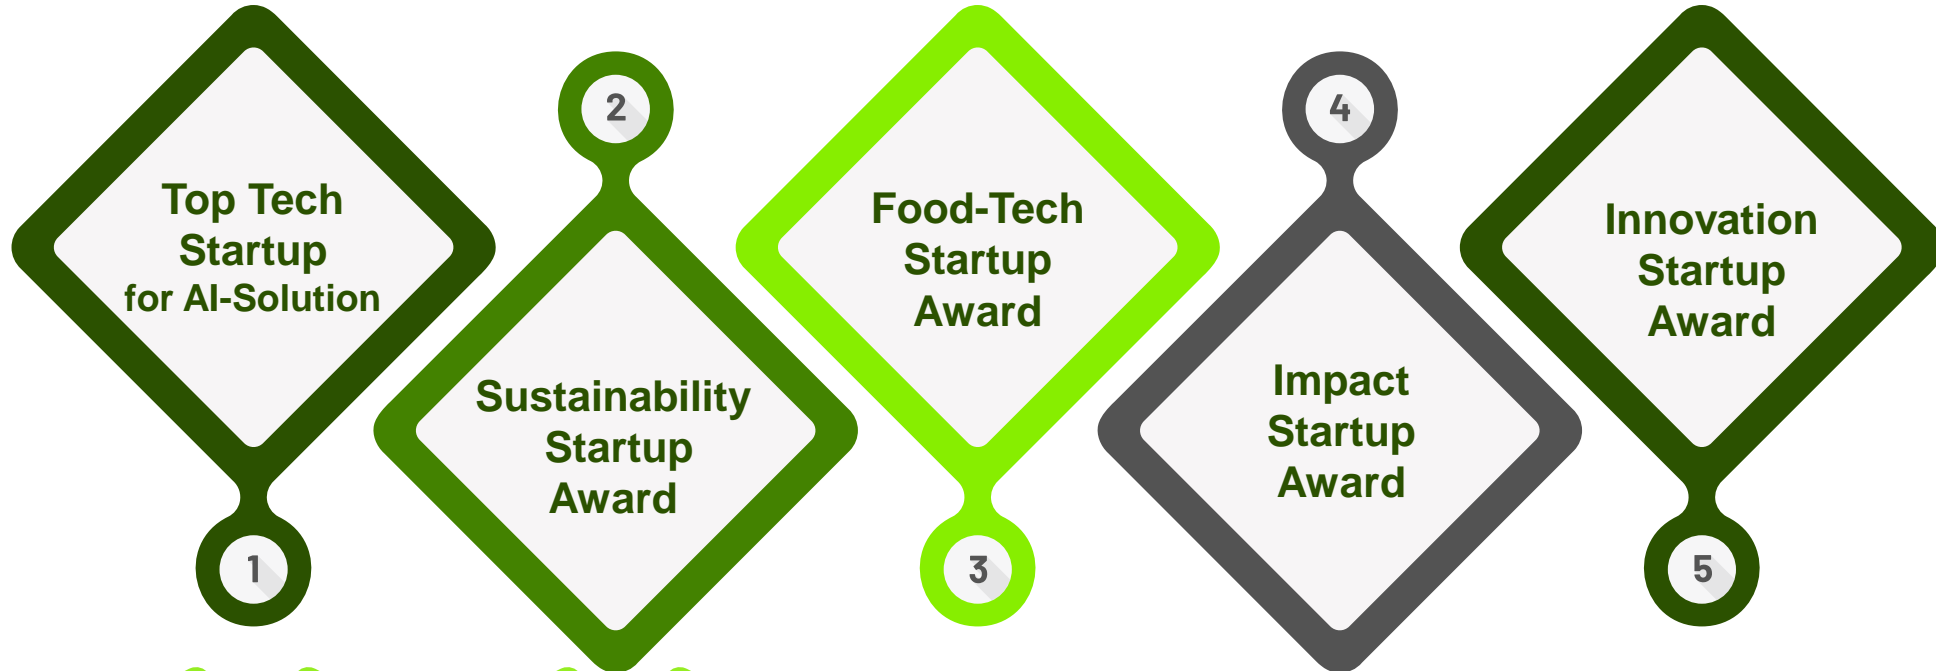 Top Tech
Startup
for AI-Solution
1
2
Sustainability
Startup
Award
Food-Tech
Startup
Award
3
4
Impact
Startup
Award
Innovation
Startup
Award
5